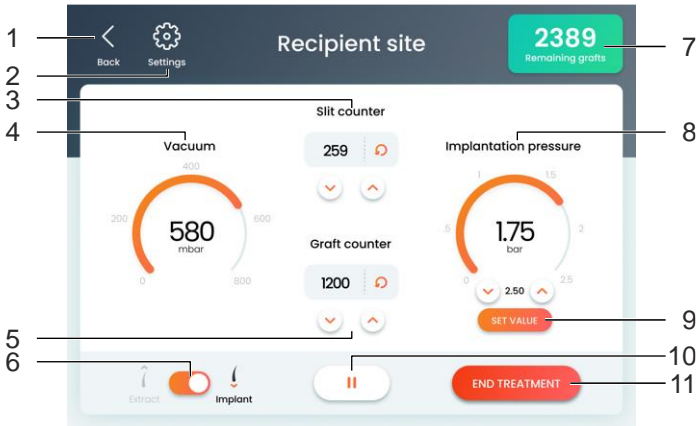 1
2
3
4
5
6
7
8
9
10
11
Back
Settings
Recipient site
2389
Remaining grafts
Slit counter
259
Vacuum
0
200
400
600
800
580
mbar
Graft counter
1200
Implantation pressure
0
.5
1
1.5
2
2.5
1.75
bar
2.50
SET VALUE
Extract
Implant
END TREATMENT